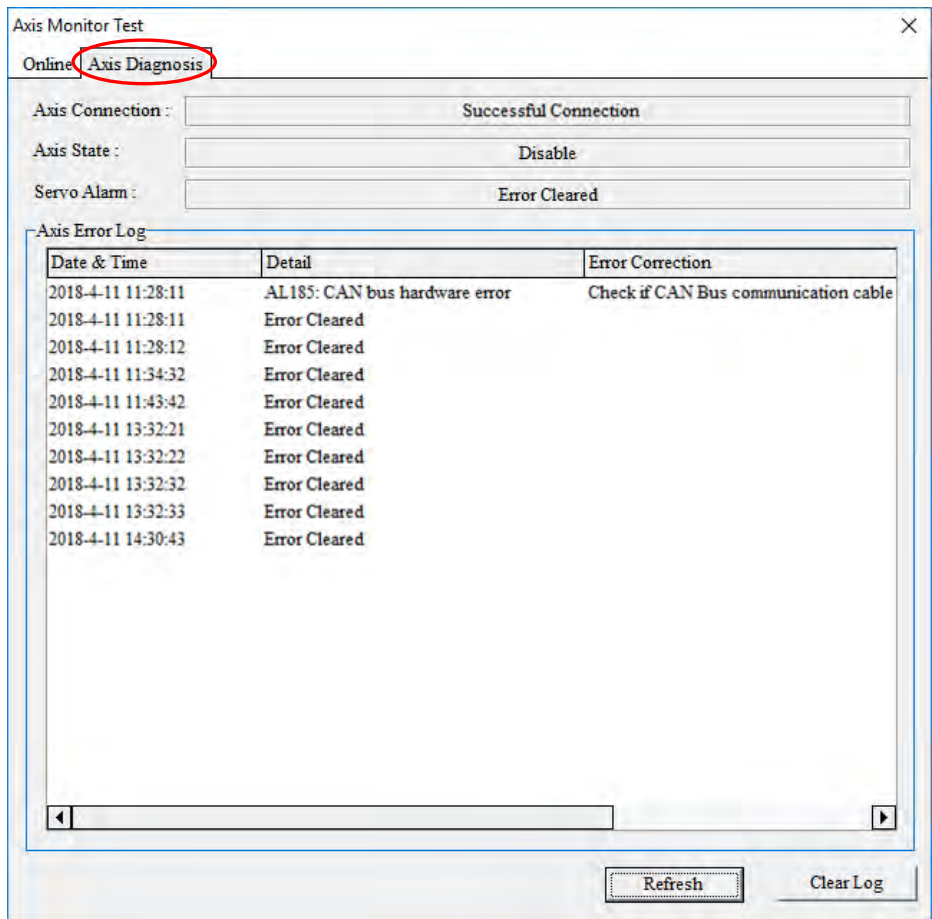 Axis Monitor Test
Online Axis Diagnosis
Axis Connection : Successful Connection
Axis State : Disable
Servo Alarm : Error Cleared
Axis Error Log
Date & Time Detail Error Correction
2018-4-11 11:28:11 AL185: CAN bus hardware error Check if CAN Bus communication cable
2018-4-11 11:28:11 Error Cleared
2018-4-11 11:28:12 Error Cleared
2018-4-11 11:34:32 Error Cleared
2018-4-11 11:43:42 Error Cleared
2018-4-11 13:32:21 Error Cleared
2018-4-11 13:32:22 Error Cleared
2018-4-11 13:32:32 Error Cleared
2018-4-11 13:32:33 Error Cleared
2018-4-11 14:30:43 Error Cleared
Refresh Clear Log